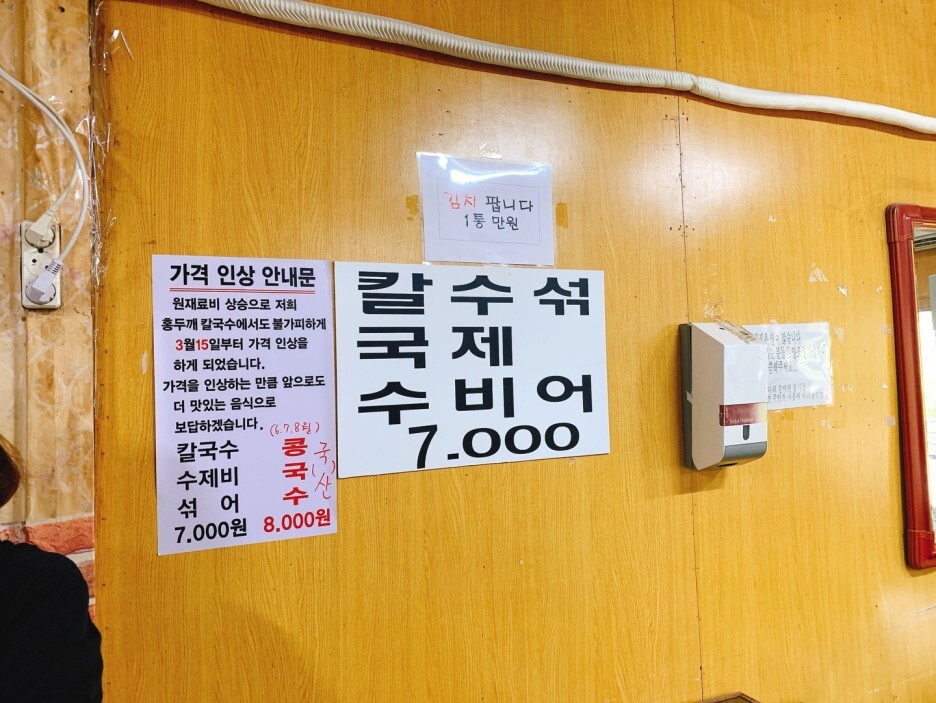 김치 팝니다
1통 만원
가격 인상 안내문
원재료비 상승으로 저희
홍두깨 칼국수에서도 불가피하게
3월15일부터 가격 인상을
하게 되었습니다.
가격을 인상하는 만큼 앞으로도
더 맛있는 음식으로
보답하겠습니다.
(6.7.8월)
칼국수
수제비
섞 어
7.000원
콩국수
(국산)
8.000원
칼 수 섞
국 제
수 비 어
7.000